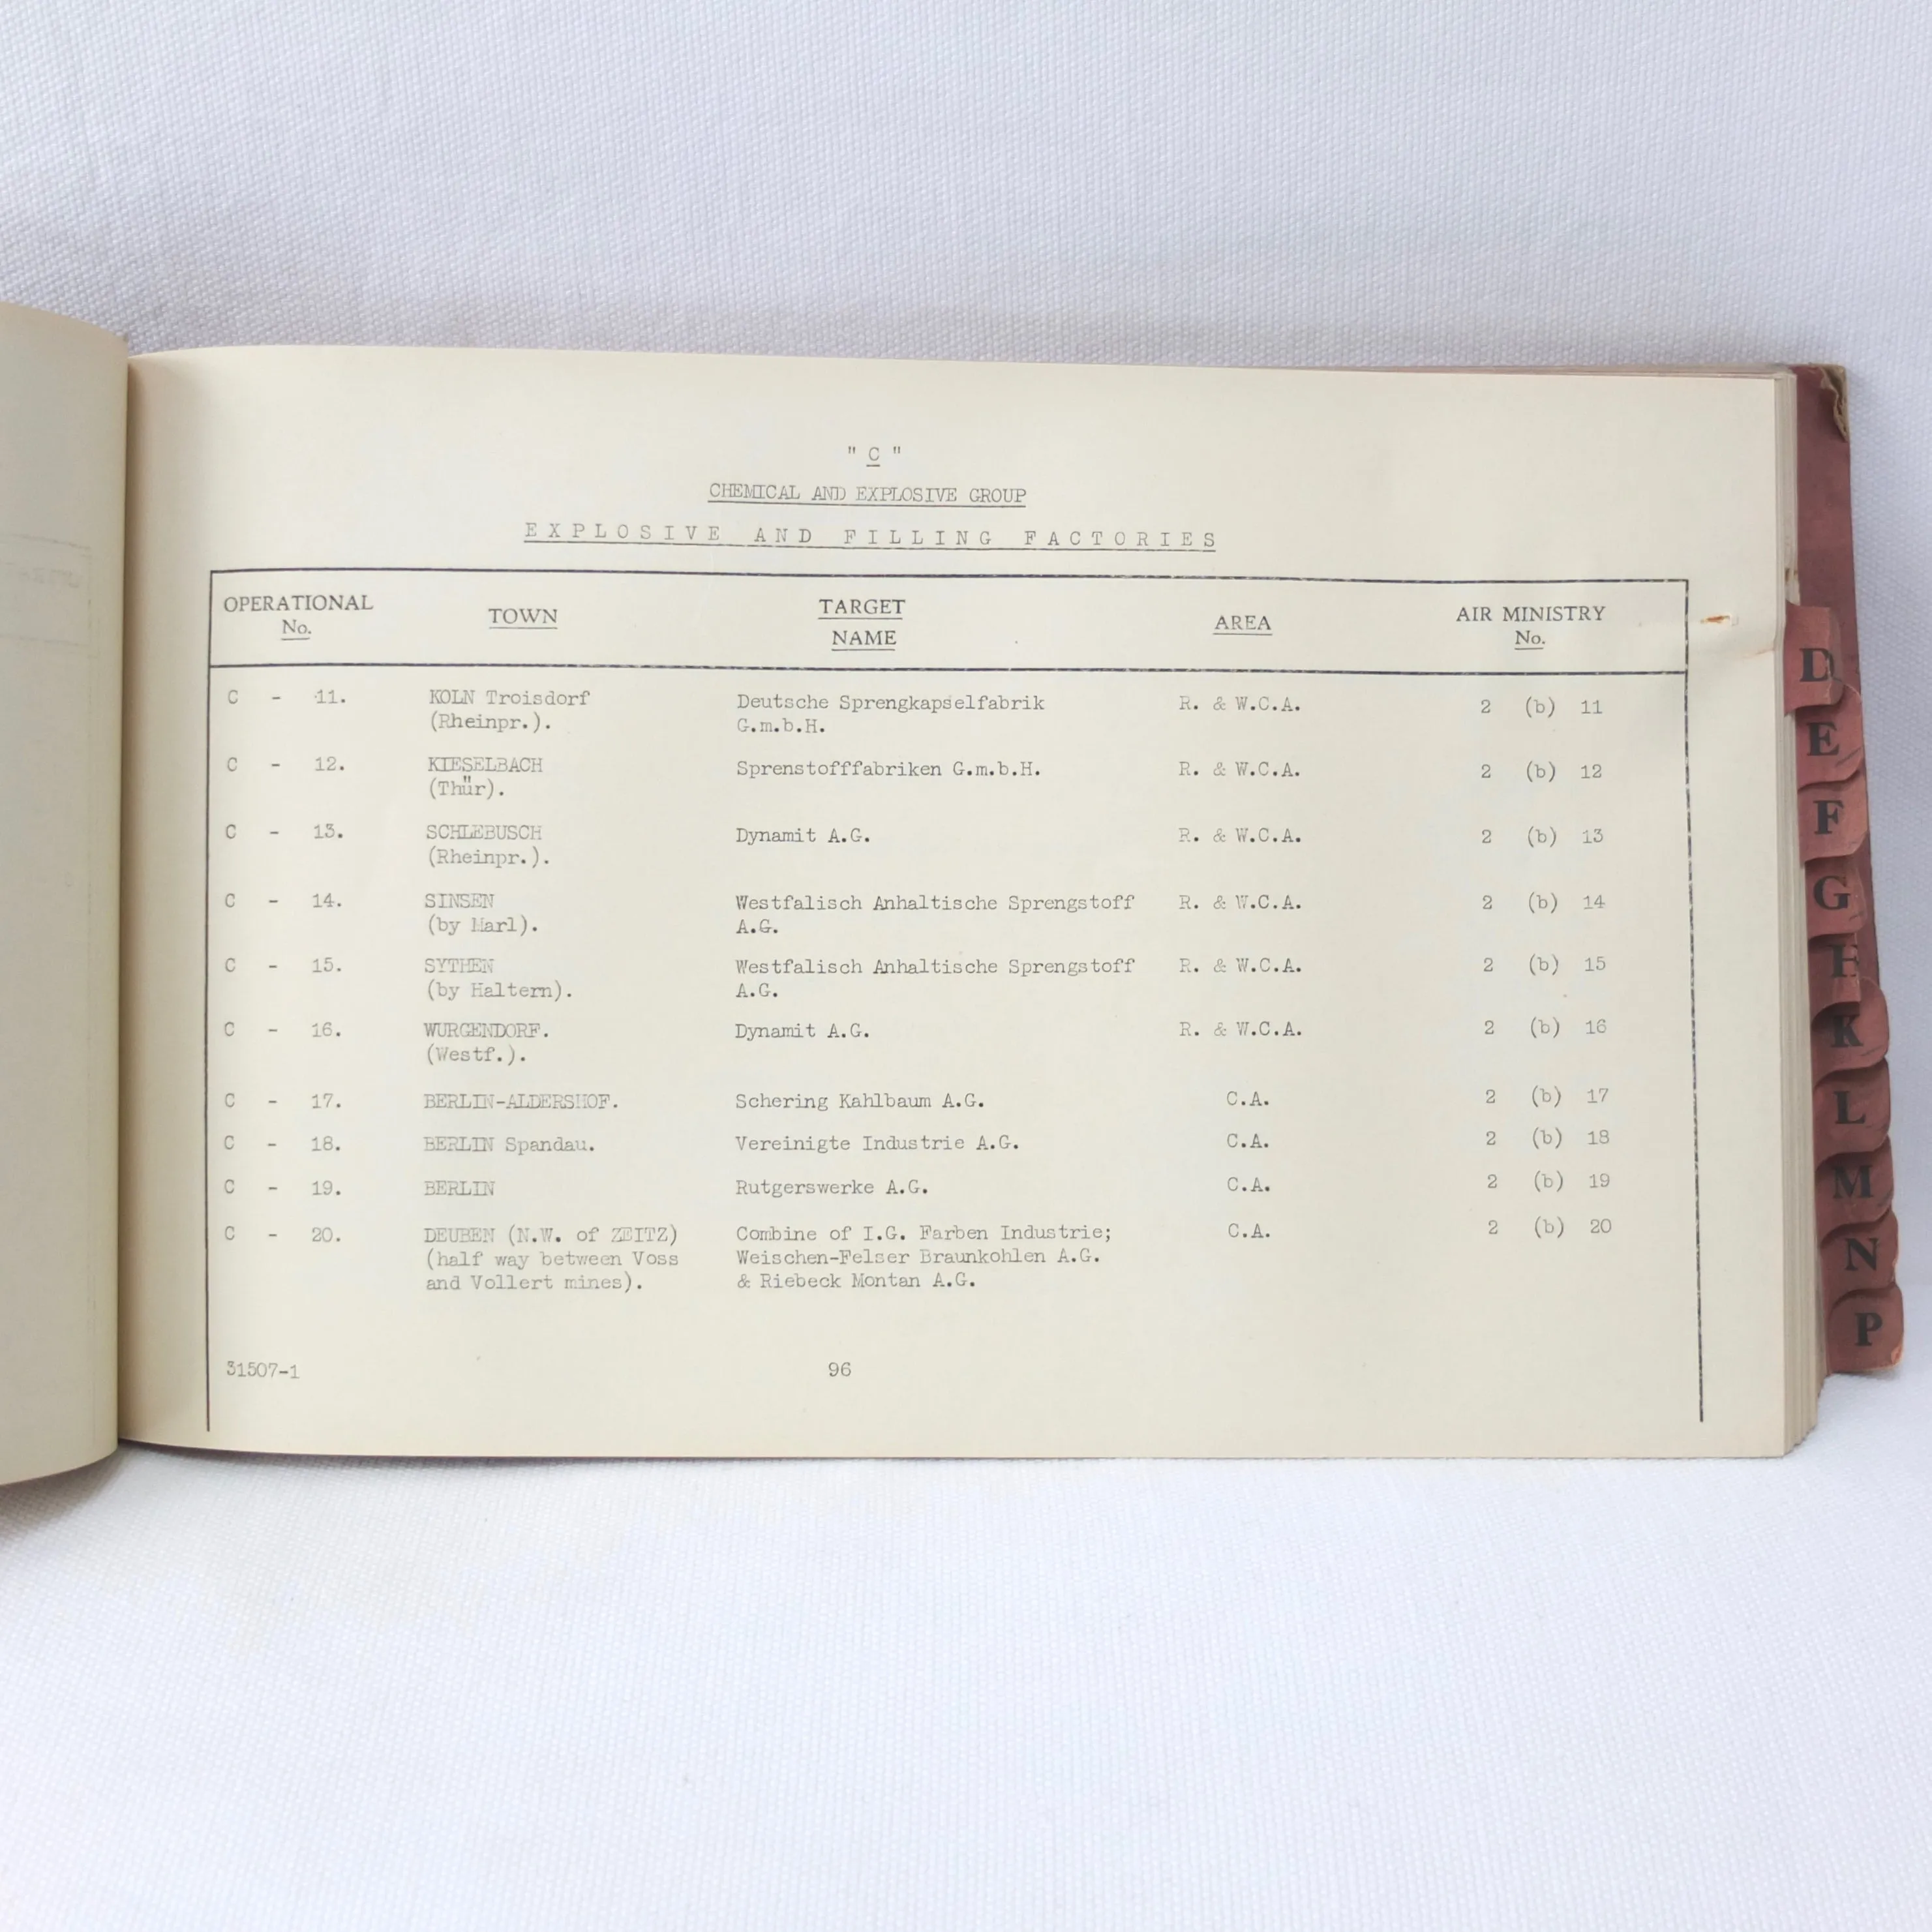 " C "
CHEMICAL AND EXPLOSIVE GROUP
EXPLOSIVE AND FILLING FACTORIES
OPERATIONAL No. TOWN TARGET NAME AREA AIR MINISTRY No.
C - 11. KOLN Troisdorf Deutsche Sprengkapselfabrik R. & W.C.A. 2 (b) 11
(Rheinpr.). G.m.b.H.
C - 12. KIESELBACH Sprenstofffabriken G.m.b.H. R. & W.C.A. 2 (b) 12
(Thür).
C - 13. SCHLEBUSCH Dynamit A.G. R. & W.C.A. 2 (b) 13
(Rheinpr.).
C - 14. SINSEN Westfalisch Anhaltische Sprengstoff R. & W.C.A. 2 (b) 14
(by Marl). A.G.
C - 15. SYTHEN Westfalisch Anhaltische Sprengstoff R. & W.C.A. 2 (b) 15
(by Haltern). A.G.
C - 16. WURGENDORF. Dynamit A.G. R. & W.C.A. 2 (b) 16
(Westf.).
C - 17. BERLIN-ALDERSHOF. Schering Kahlbaum A.G. C.A. 2 (b) 17
C - 18. BERLIN Spandau. Vereinigte Industrie A.G. C.A. 2 (b) 18
C - 19. BERLIN Rutgerswerke A.G. C.A. 2 (b) 19
C - 20. DEUBEN (N.W. of ZEITZ) Combine of I.G. Farben Industrie; C.A. 2 (b) 20
(half way between Voss Weischen-Felser Braunkohlen A.G.
and Vollert mines). & Riebeck Montan A.G.
31507-1 96
D
E
F
G
H
K
L
M
N
P